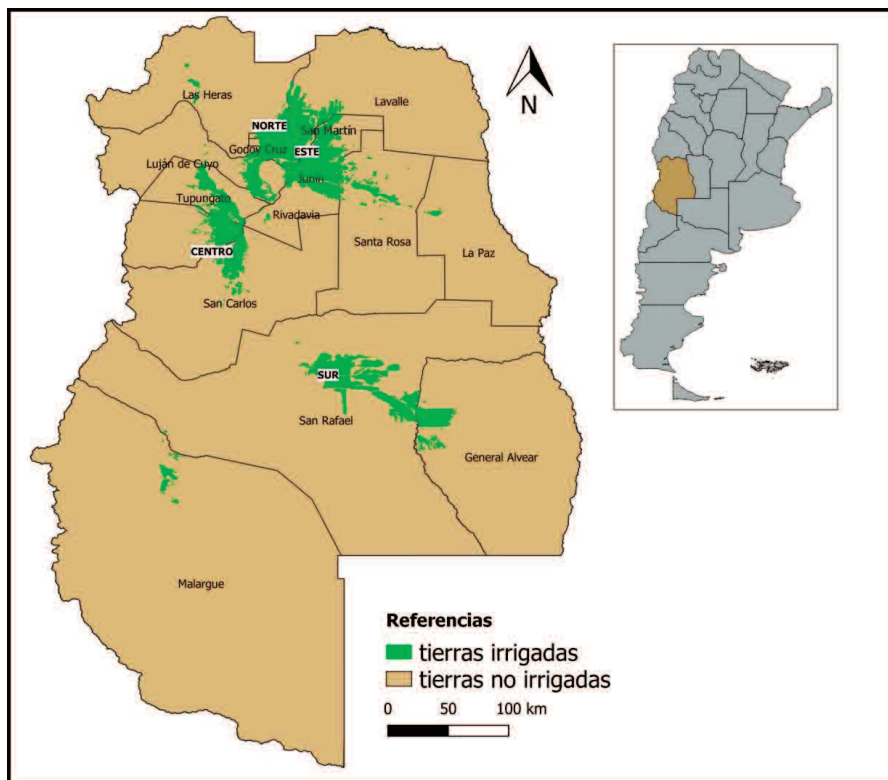 N
Las Heras
Lavalle
NORTE
San Martín
ESTE
Godoy Cruz
Luján de Cuyo
Junín
Tupungato
Rivadavia
Santa Rosa
CENTRO
La Paz
San Carlos
SUR
San Rafael
General Alvear
Malargue
Referencias
tierras irrigadas
tierras no irrigadas
0 50 100 km